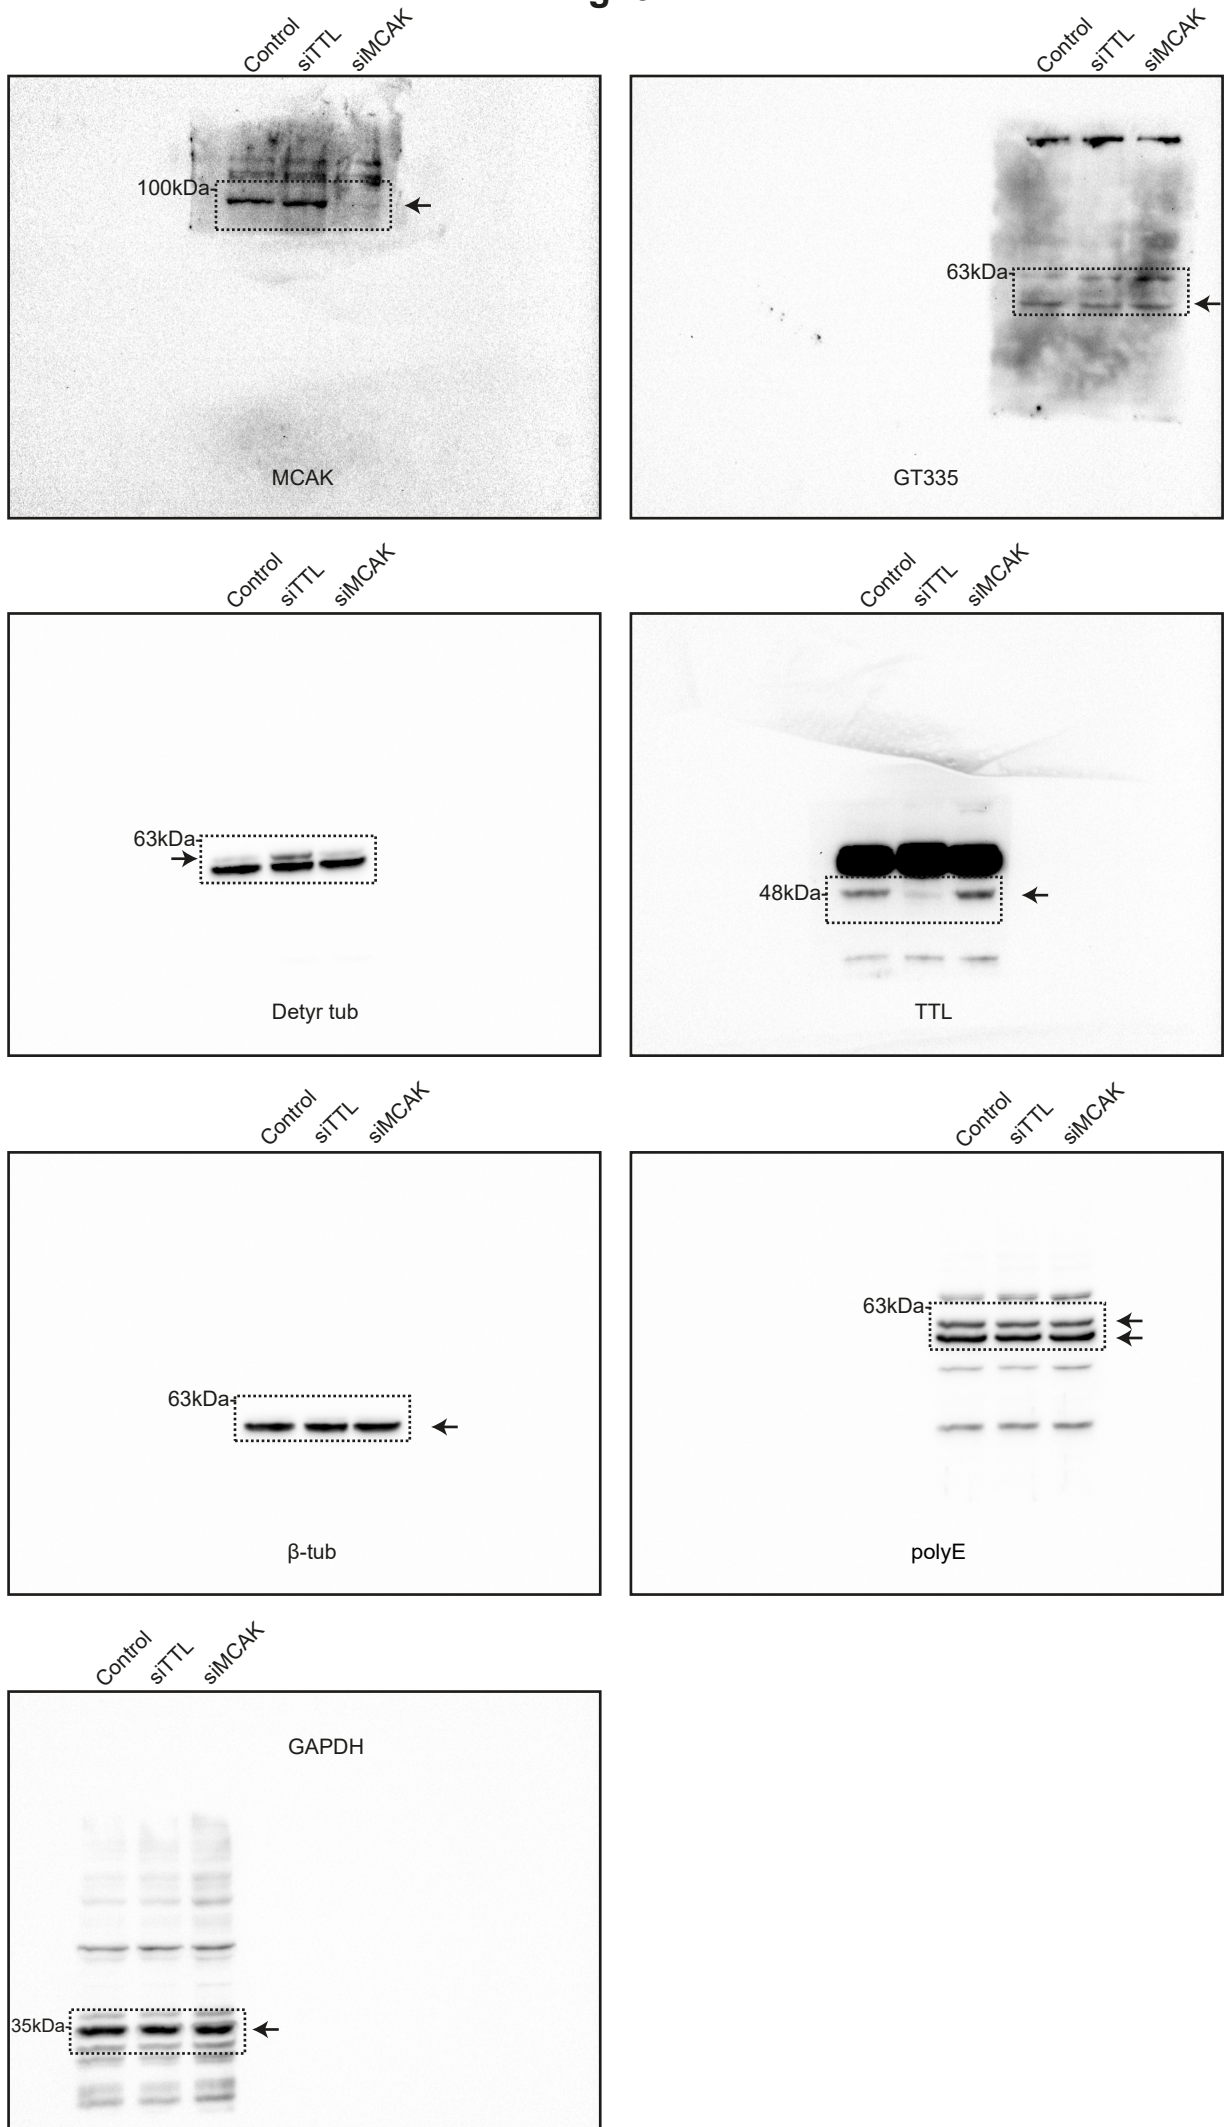 Control siTTL siMCAK
100kDa
MCAK
Control siTTL siMCAK
63kDa
GT335
Control siTTL siMCAK
63kDa
Detyr tub
Control siTTL siMCAK
48kDa
TTL
Control siTTL siMCAK
63kDa
β-tub
Control siTTL siMCAK
63kDa
polyE
Control siTTL siMCAK
GAPDH
35kDa